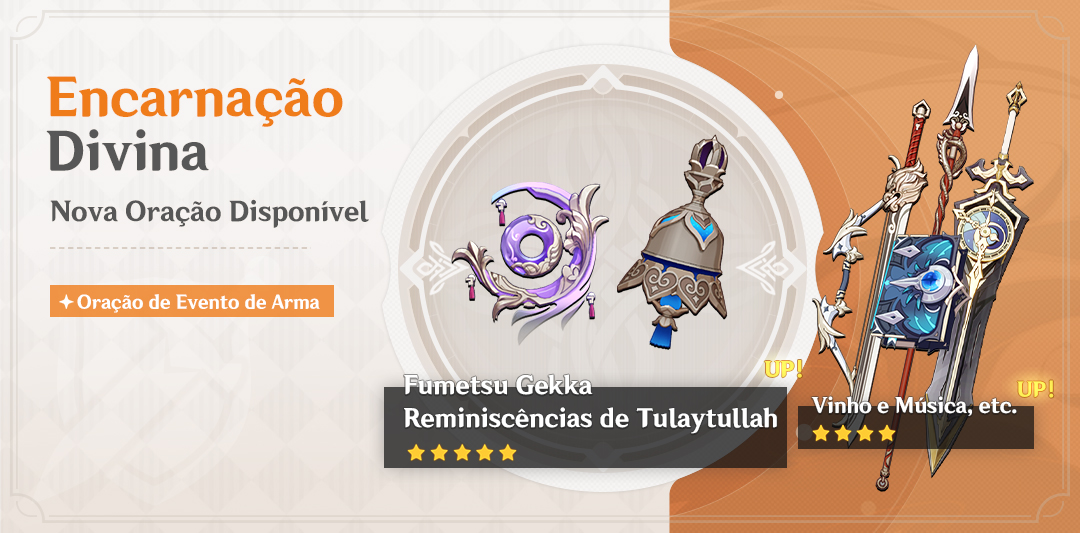 Encarnação
Divina
Nova Oração Disponível
Oração de Evento de Arma
UP!
Fumetsu Gekka
Reminiscências de Tulaytullah
UP!
Vinho e Música, etc.